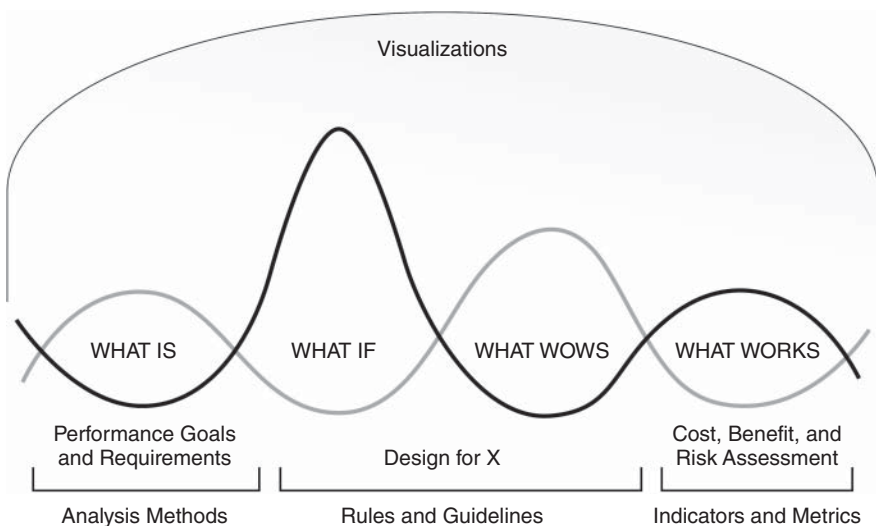 Visualizations
WHAT IS
WHAT IF
WHAT WOWS
WHAT WORKS
Performance Goals
and Requirements
Design for X
Cost, Benefit, and
Risk Assessment
Analysis Methods
Rules and Guidelines
Indicators and Metrics